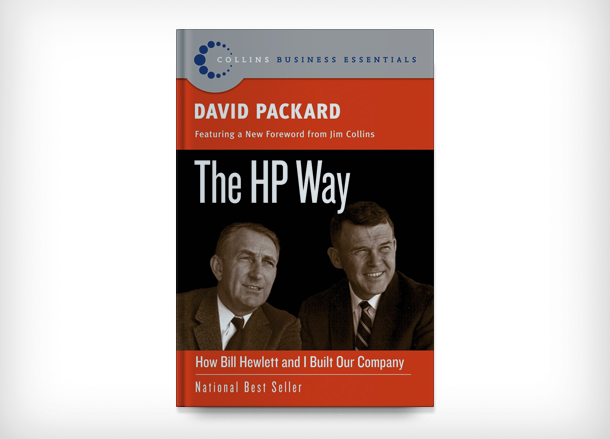 COLLINS BUSINESS ESSENTIALS
DAVID PACKARD
Featuring a New Foreword from Jim Collins
The HP Way
How Bill Hewlett and I Built Our Company
National Best Seller